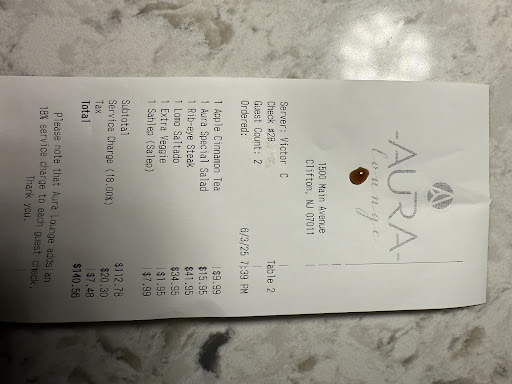 -AURA-
lounge
1500 Main Avenue
Clifton, NJ 07011
Server: Victor C
Check #28 Table 2
Guest Count: 2
Ordered: 6/3/25 7:39 PM
1 Apple Cinnamon Tea $9.99
1 Aura Special Salad $15.95
1 Rib-eye Steak $41.95
1 Lomo Saltado $34.95
1 Extra Veggie $1.95
1 Sahlep (Salep) $7.99
Subtotal $112.78
Service Charge (18.00%) $20.30
Tax $7.48
Total $140.56
Please note that Aura Lounge adds an
18% service charge to each guest check.
Thank you.